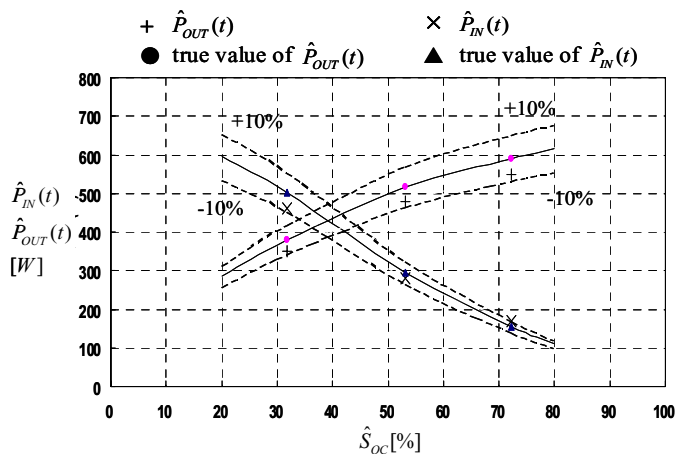 + P̂_OUT(t) × P̂_IN(t)
● true value of P̂_OUT(t) ▲ true value of P̂_IN(t)
800
700
600
500
400
300
200
100
0
P̂_IN(t)
P̂_OUT(t)
[W]
+10%
-10%
+10%
-10%
0 10 20 30 40 50 60 70 80 90 100
Ŝ_OC[%]